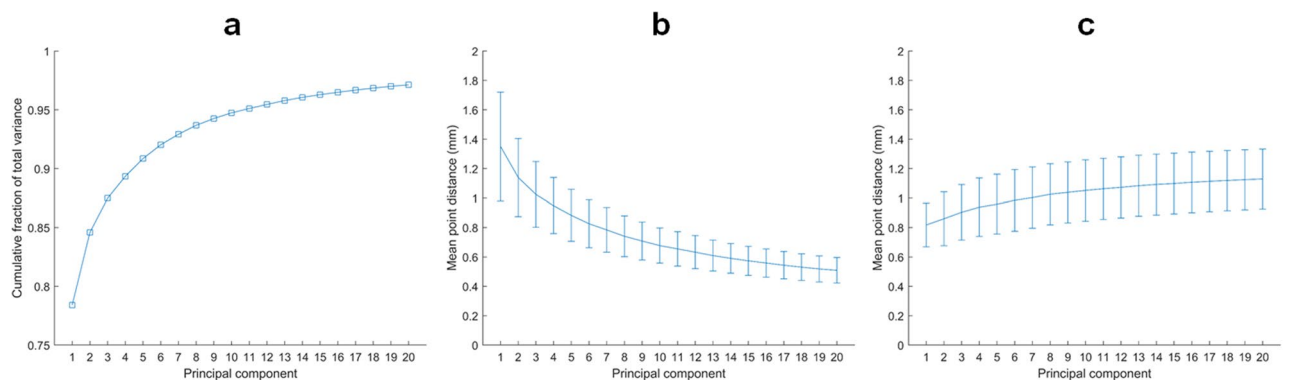 a
b
c
1
0.95
0.9
0.85
0.8
0.75
Cumulative fraction of total variance
1 2 3 4 5 6 7 8 9 10 11 12 13 14 15 16 17 18 19 20
Principal component
2
1.8
1.6
1.4
1.2
1
0.8
0.6
0.4
0.2
0
Mean point distance (mm)
1 2 3 4 5 6 7 8 9 10 11 12 13 14 15 16 17 18 19 20
Principal component
2
1.8
1.6
1.4
1.2
1
0.8
0.6
0.4
0.2
0
Mean point distance (mm)
1 2 3 4 5 6 7 8 9 10 11 12 13 14 15 16 17 18 19 20
Principal component